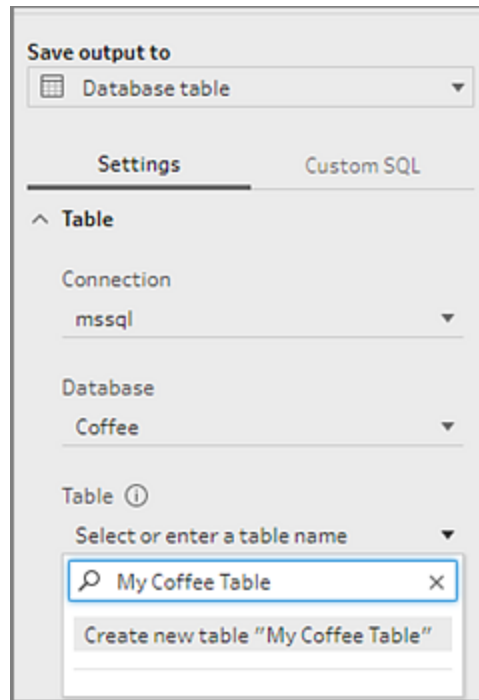 Save output to
Database table
Settings Custom SQL
Table
Connection
mssql
Database
Coffee
Table
Select or enter a table name
My Coffee Table
Create new table "My Coffee Table"